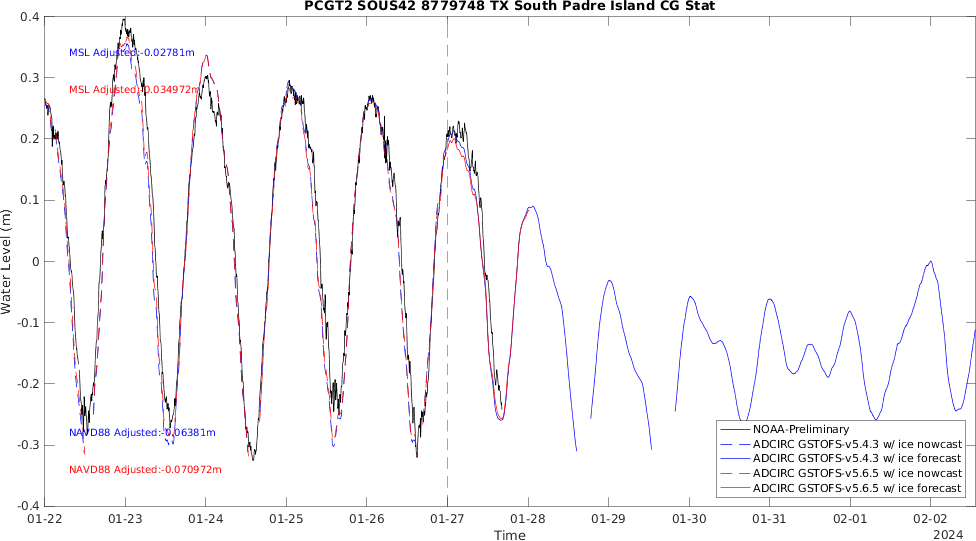 PCGT2 SOUS42 8779748 TX South Padre Island CG Stat
0.4
0.3
0.2
0.1
0
-0.1
-0.2
-0.3
-0.4
Water Level (m)
MSL Adjusted:-0.02781m
MSL Adjusted:-0.034972m
NAVD88 Adjusted:-0.06381m
NAVD88 Adjusted:-0.070972m
NOAA-Preliminary
ADCIRC GSTOFS-v5.4.3 w/ ice nowcast
ADCIRC GSTOFS-v5.4.3 w/ ice forecast
ADCIRC GSTOFS-v5.6.5 w/ ice nowcast
ADCIRC GSTOFS-v5.6.5 w/ ice forecast
01-22 01-23 01-24 01-25 01-26 01-27 01-28 01-29 01-30 01-31 02-01 02-02
Time
2024